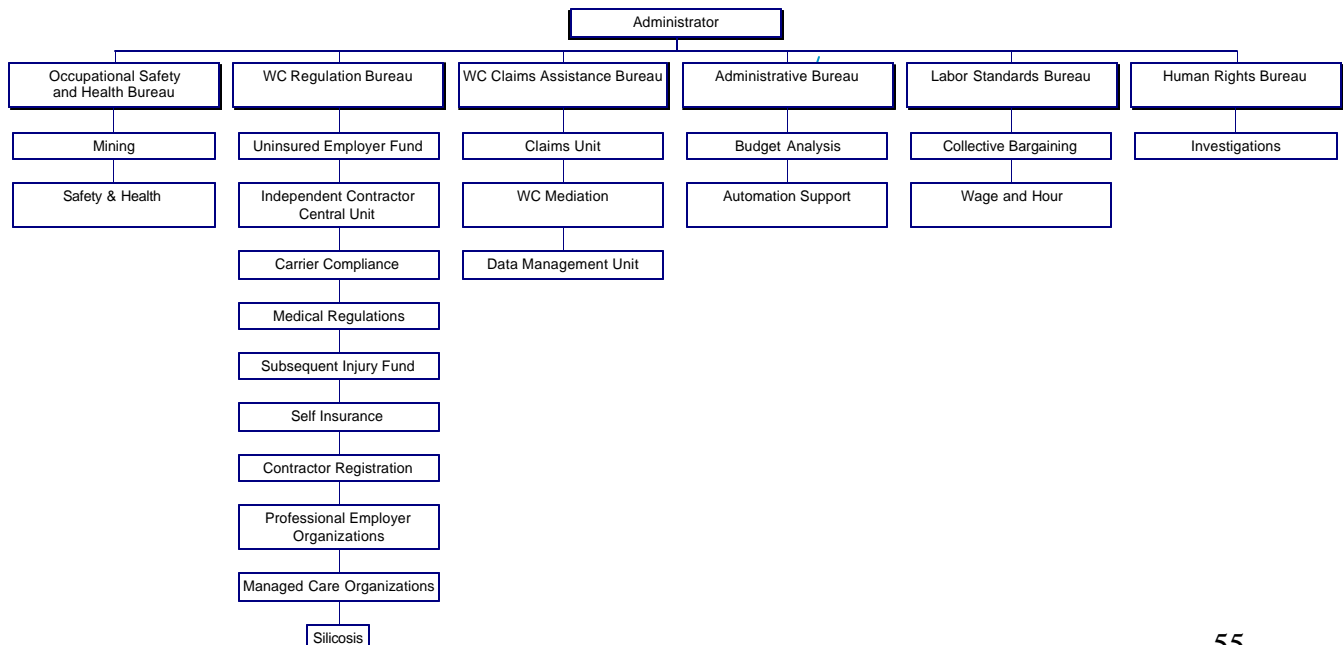 Administrator
Occupational Safety
and Health Bureau
WC Regulation Bureau
WC Claims Assistance Bureau
Administrative Bureau
Labor Standards Bureau
Human Rights Bureau
Mining
Uninsured Employer Fund
Claims Unit
Budget Analysis
Collective Bargaining
Investigations
Safety & Health
Independent Contractor
Central Unit
WC Mediation
Automation Support
Wage and Hour
Carrier Compliance
Data Management Unit
Medical Regulations
Subsequent Injury Fund
Self Insurance
Contractor Registration
Professional Employer
Organizations
Managed Care Organizations
Silicosis
55